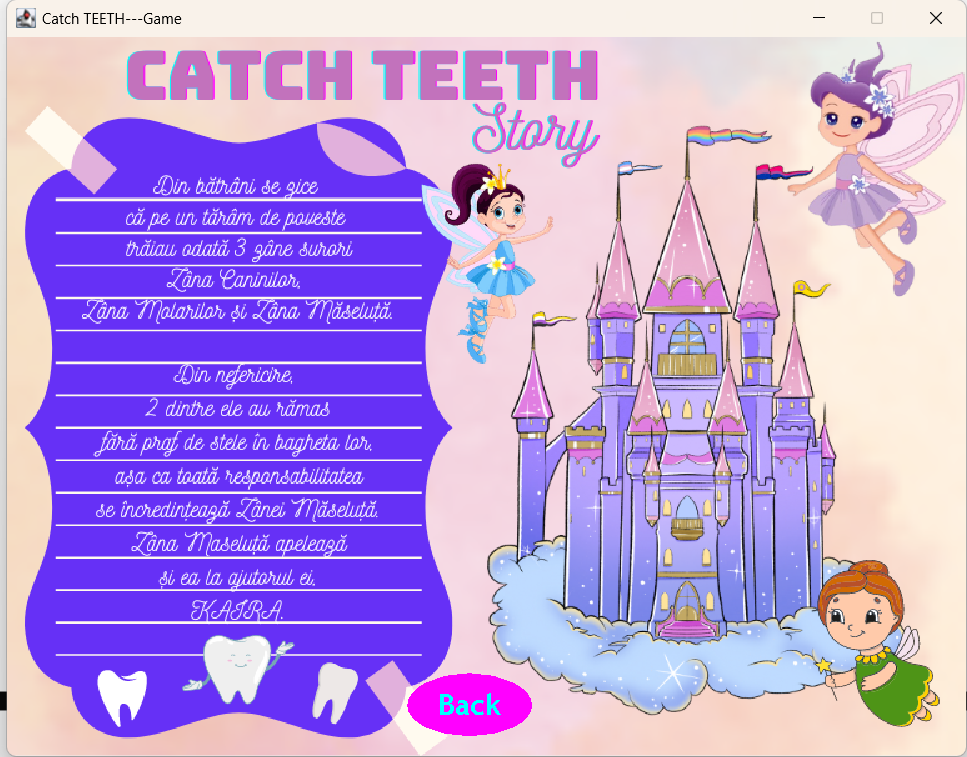 Catch TEETH---Game
CATCH TEETH
Story
Din bătrâni se zice
că pe un tărâm de poveste
trăiau odată 3 zâne surori
Zâna Caninilor,
Zâna Molarilor și Zâna Măseluță.
Din nefericire,
2 dintre ele au rămas
fără praf de stele în bagheta lor,
așa ca toată responsabilitatea
se încredințează Zânei Măseluță.
Zâna Maseluță apelează
și ea la ajutorul ei,
KAIRA.
Back